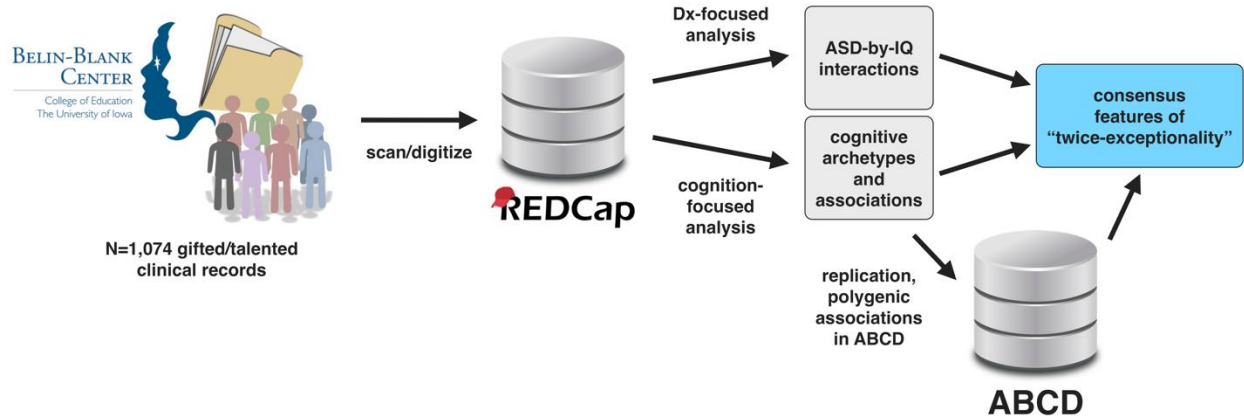 BELIN-BLANK
CENTER
College of Education
The University of Iowa
N=1,074 gifted/talented
clinical records
scan/digitize
REDCap
Dx-focused
analysis
cognition-
focused
analysis
ASD-by-IQ
interactions
cognitive
archetypes
and
associations
replication,
polygenic
associations
in ABCD
ABCD
consensus
features of
“twice-exceptionality”